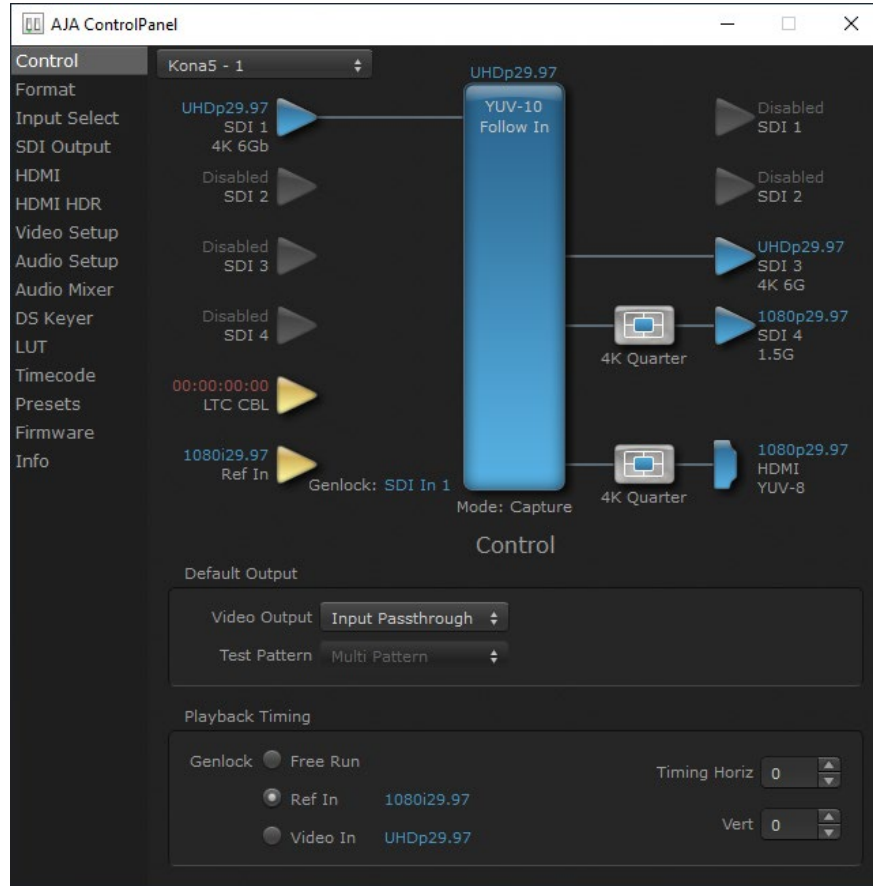 AJA ControlPanel
Control
Format
Input Select
SDI Output
HDMI
HDMI HDR
Video Setup
Audio Setup
Audio Mixer
DS Keyer
LUT
Timecode
Presets
Firmware
Info
Kona5 - 1
UHDp29.97
SDI 1
4K 6Gb
Disabled
SDI 2
Disabled
SDI 3
Disabled
SDI 4
00:00:00:00
LTC CBL
1080i29.97
Ref In
Genlock: SDI In 1
UHDp29.97
YUV-10
Follow In
Mode: Capture
Disabled
SDI 1
Disabled
SDI 2
UHDp29.97
SDI 3
4K 6G
4K Quarter
1080p29.97
SDI 4
1.5G
4K Quarter
1080p29.97
HDMI
YUV-8
Control
Default Output
Video Output Input Passthrough
Test Pattern Multi Pattern
Playback Timing
Genlock Free Run
Ref In 1080i29.97
Video In UHDp29.97
Timing Horiz 0
Vert 0